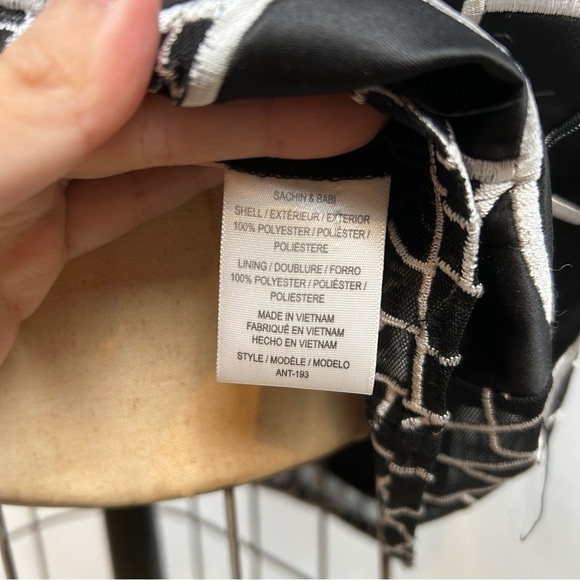 SACHIN & BABI
SHELL / EXTÉRIEUR / EXTERIOR
100% POLYESTER / POLIÉSTER /
POLIESTERE
LINING / DOUBLURE / FORRO
100% POLYESTER / POLIÉSTER /
POLIESTERE
MADE IN VIETNAM
FABRIQUÉ EN VIETNAM
HECHO EN VIETNAM
STYLE / MODÈLE / MODELO
ANT-193